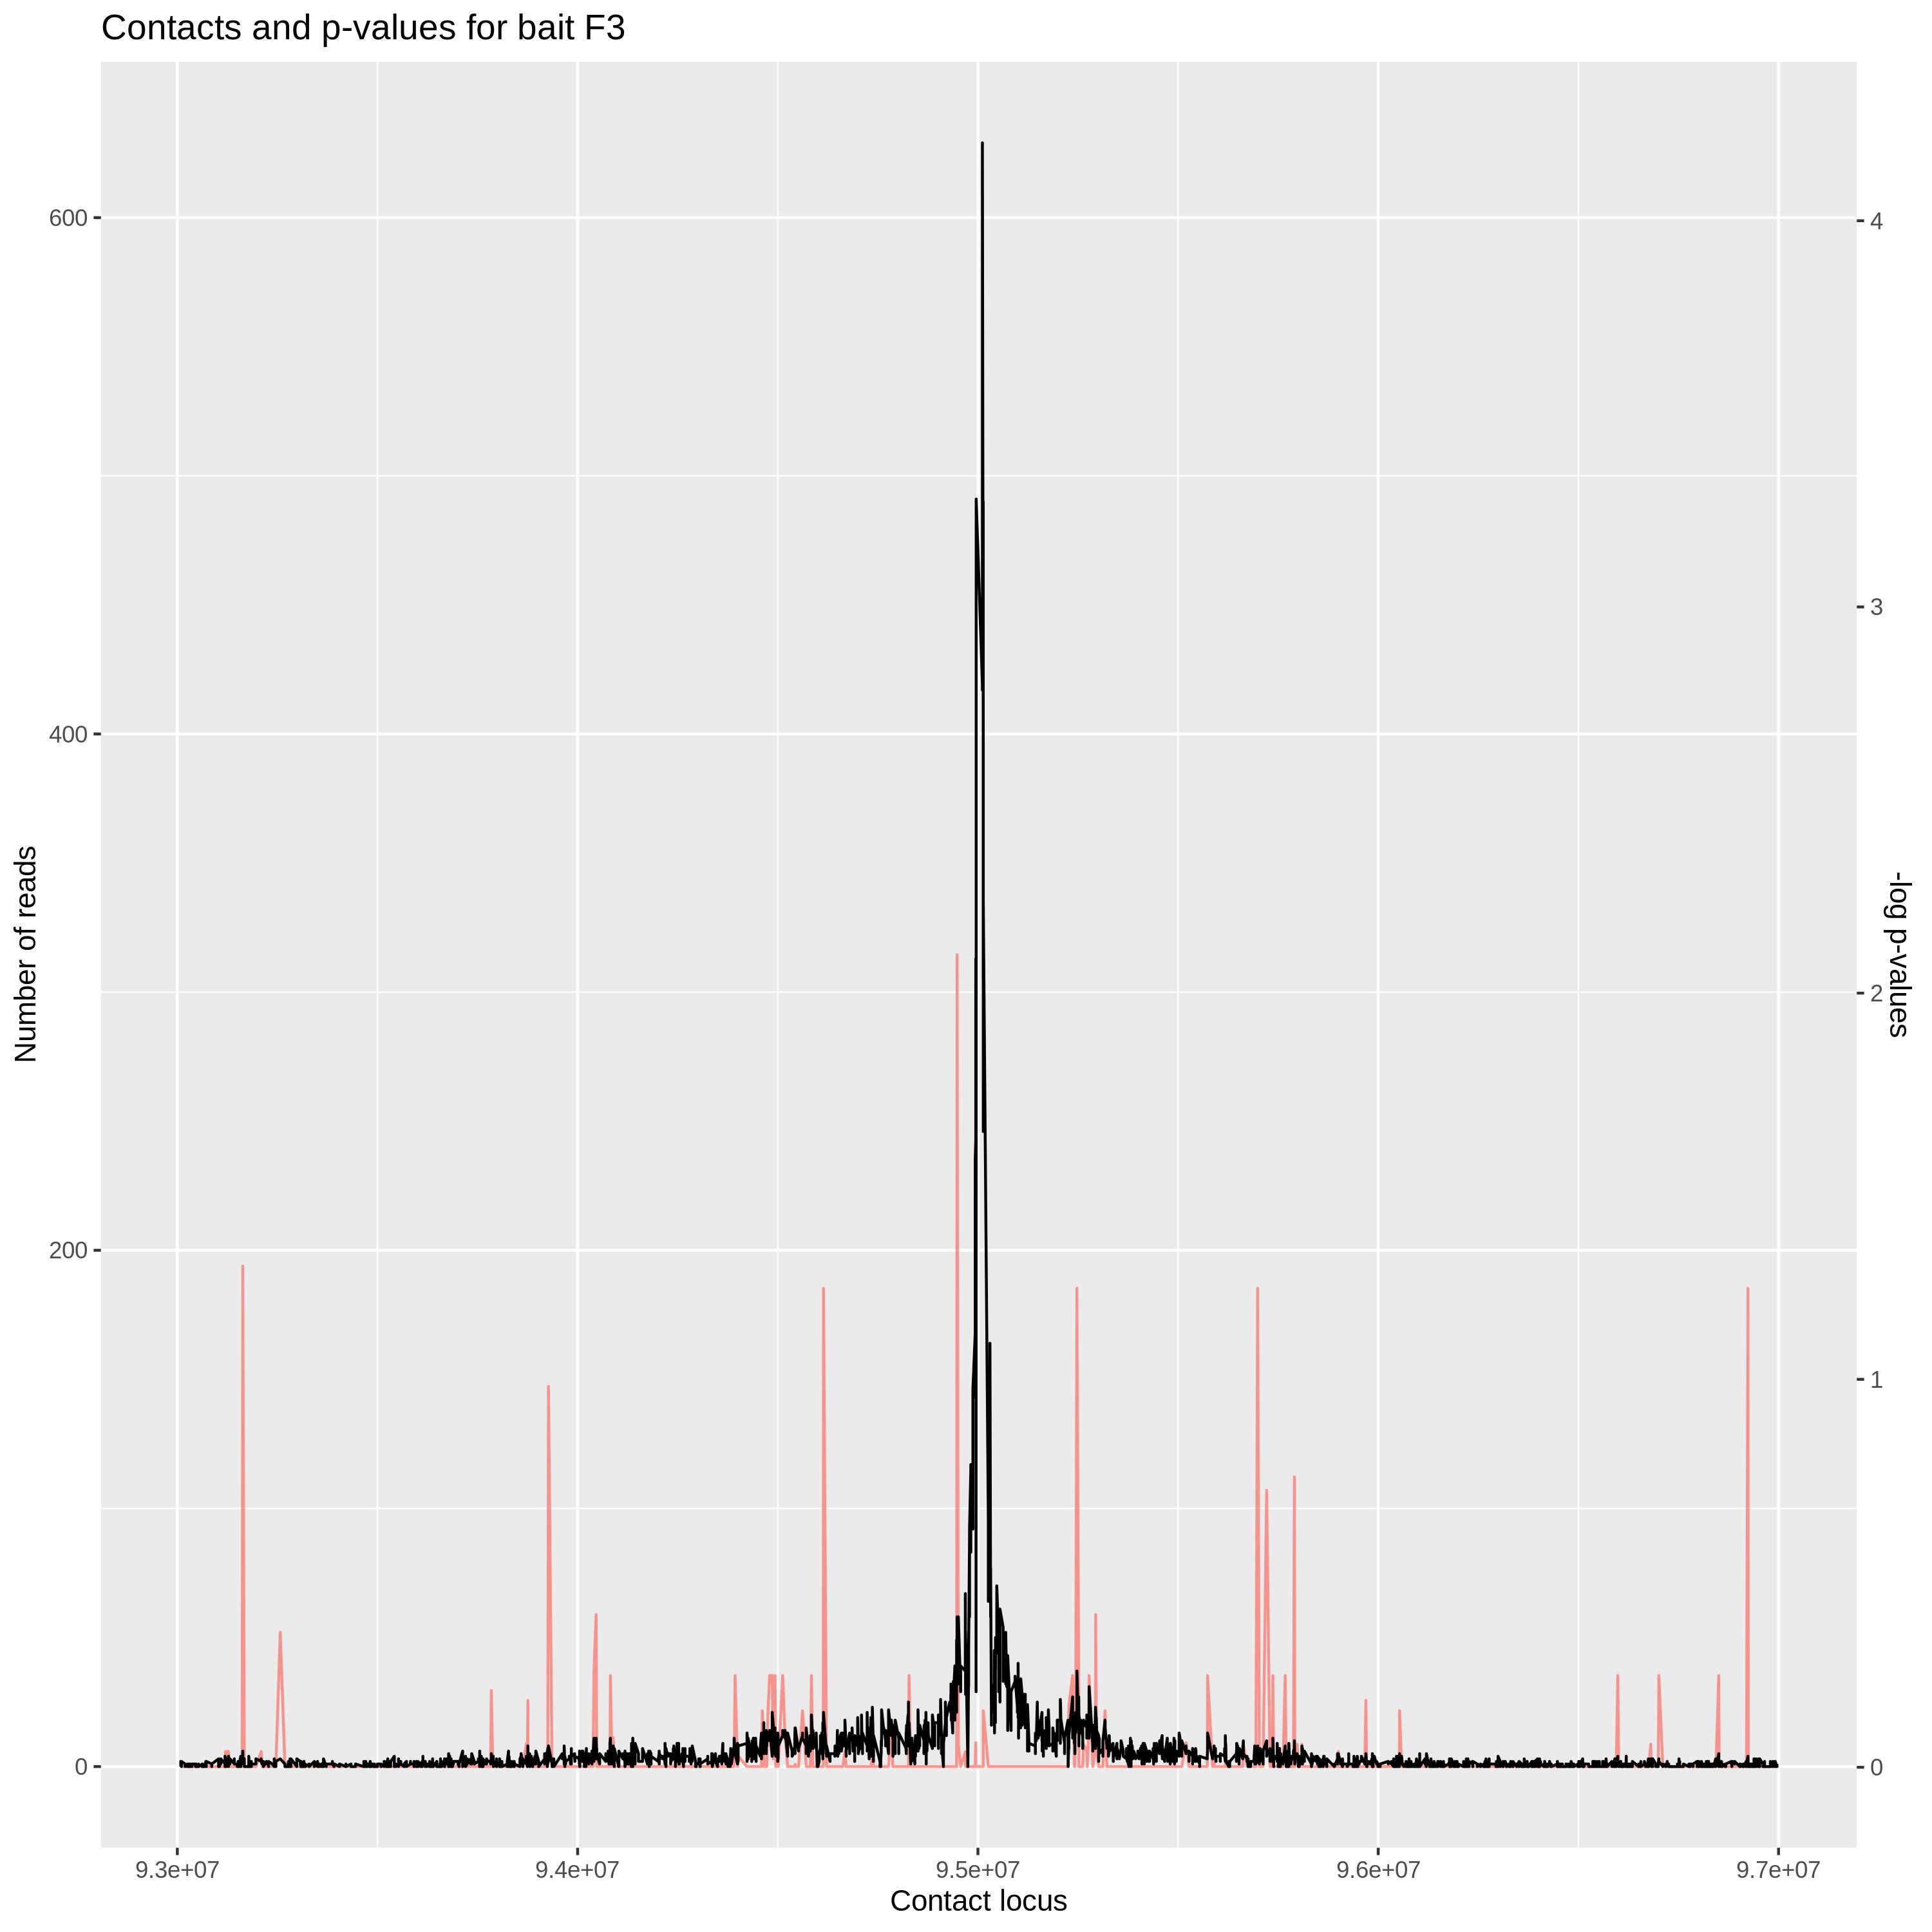 Contacts and p-values for bait F3
600
400
200
0
Number of reads
4
3
2
1
0
-log p-values
9.3e+07
9.4e+07
9.5e+07
9.6e+07
9.7e+07
Contact locus